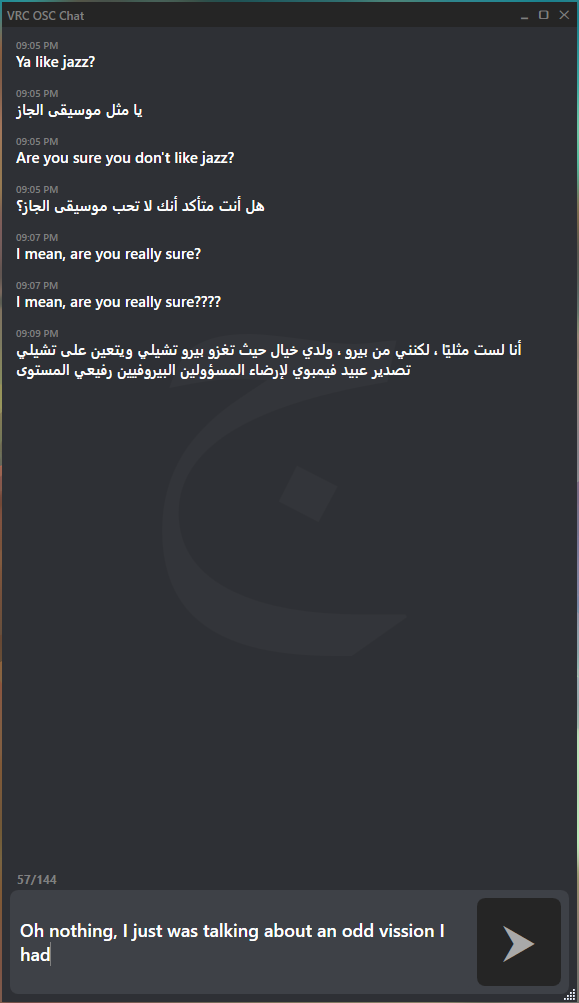 VRC OSC Chat
09:05 PM
Ya like jazz?
09:05 PM
يا مثل موسيقى الجاز
09:05 PM
Are you sure you don't like jazz?
09:05 PM
هل أنت متأكد أنك لا تحب موسيقى الجاز؟
09:07 PM
I mean, are you really sure?
09:07 PM
I mean, are you really sure????
09:09 PM
أنا لست مثليًا ، لكنني من بيرو ، ولدي خيال حيث تغزو بيرو تشيلي ويتعين على تشيلي
تصدير عبيد فيمبوي لإرضاء المسؤولين البيروفيين رفيعي المستوى
ج
57/144
Oh nothing, I just was talking about an odd vission I
had